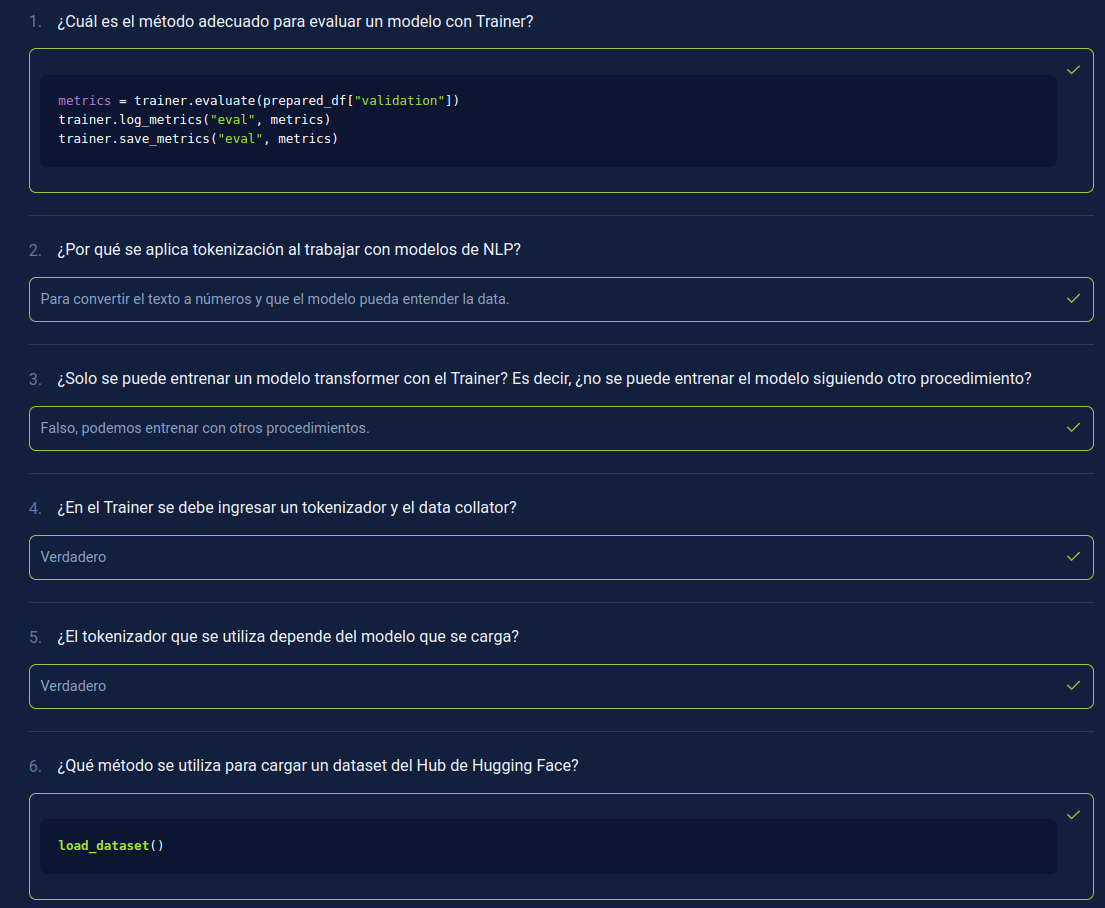 1. ¿Cuál es el método adecuado para evaluar un modelo con Trainer?
metrics = trainer.evaluate(prepared_df["validation"])
trainer.log_metrics("eval", metrics)
trainer.save_metrics("eval", metrics)
2. ¿Por qué se aplica tokenización al trabajar con modelos de NLP?
Para convertir el texto a números y que el modelo pueda entender la data.
3. ¿Solo se puede entrenar un modelo transformer con el Trainer? Es decir, ¿no se puede entrenar el modelo siguiendo otro procedimiento?
Falso, podemos entrenar con otros procedimientos.
4. ¿En el Trainer se debe ingresar un tokenizador y el data collator?
Verdadero
5. ¿El tokenizador que se utiliza depende del modelo que se carga?
Verdadero
6. ¿Qué método se utiliza para cargar un dataset del Hub de Hugging Face?
load_dataset()